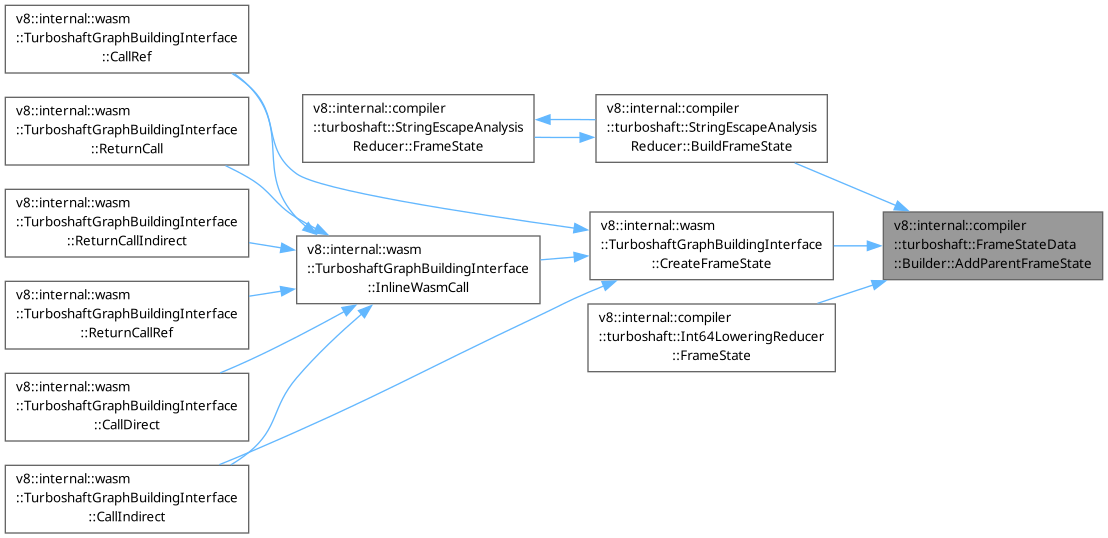 v8::internal::wasm
::TurboshaftGraphBuildingInterface
::CallRef
v8::internal::wasm
::TurboshaftGraphBuildingInterface
::ReturnCall
v8::internal::wasm
::TurboshaftGraphBuildingInterface
::ReturnCallIndirect
v8::internal::wasm
::TurboshaftGraphBuildingInterface
::ReturnCallRef
v8::internal::wasm
::TurboshaftGraphBuildingInterface
::CallDirect
v8::internal::wasm
::TurboshaftGraphBuildingInterface
::CallIndirect
v8::internal::compiler
::turboshaft::StringEscapeAnalysis
Reducer::FrameState
v8::internal::wasm
::TurboshaftGraphBuildingInterface
::InlineWasmCall
v8::internal::compiler
::turboshaft::StringEscapeAnalysis
Reducer::BuildFrameState
v8::internal::wasm
::TurboshaftGraphBuildingInterface
::CreateFrameState
v8::internal::compiler
::turboshaft::Int64LoweringReducer
::FrameState
v8::internal::compiler
::turboshaft::FrameStateData
::Builder::AddParentFrameState